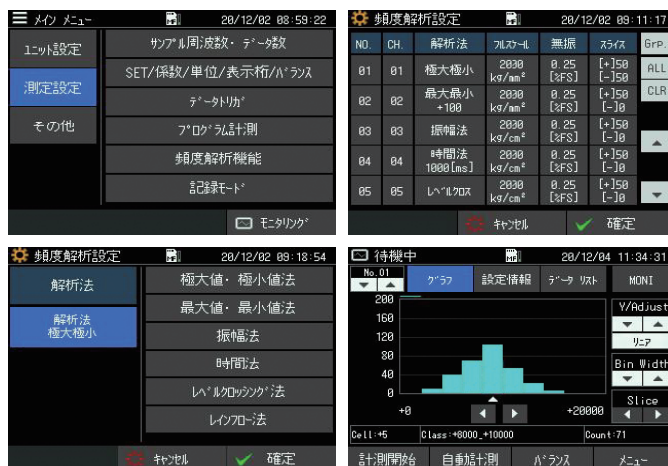 メイン メニュー 20/12/02 08:59:22
ユニット設定
測定設定
その他
サンプル周波数・データ数
SET/係数/単位/表示桁/バランス
データトリガ
プログラム計測
頻度解析機能
記録モード
モニタリング
頻度解析設定 20/12/02 09:11:17
NO. CH. 解析法 フルスケール 無振 スライス Grp.
01 01 極大極小 2030 kg/mm² 0.25 [%FS] [+]50 [-]50 ALL
02 02 最大最小 +100 2030 kg/mm² 0.25 [%FS] [+]50 [-]0 CLR
03 03 振幅法 2030 kg/cm² 0.25 [%FS] [+]50 [-]0
04 04 時間法 1000[ms] 2030 kg/cm² 0.25 [%FS] [+]50 [-]0
05 05 レベルクロス 2030 kg/cm² 0.25 [%FS] [+]150 [-]0
キャンセル 確定
頻度解析設定 20/12/02 09:18:54
解析法
解析法
極大極小
極大値・極小値法
最大値・最小値法
振幅法
時間法
レベルクロッシング法
レインフロー法
キャンセル 確定
待機中 20/12/04 11:34:31
No.01 グラフ 設定情報 データ リスト MONI
200
160
120
80
40
0
+0 +20000
Y/Adjust
リニア
Bin Width
Slice
Cell:+5 Class:+8000_+10000 Count:71
計測開始 自動計測 バランス メニュー